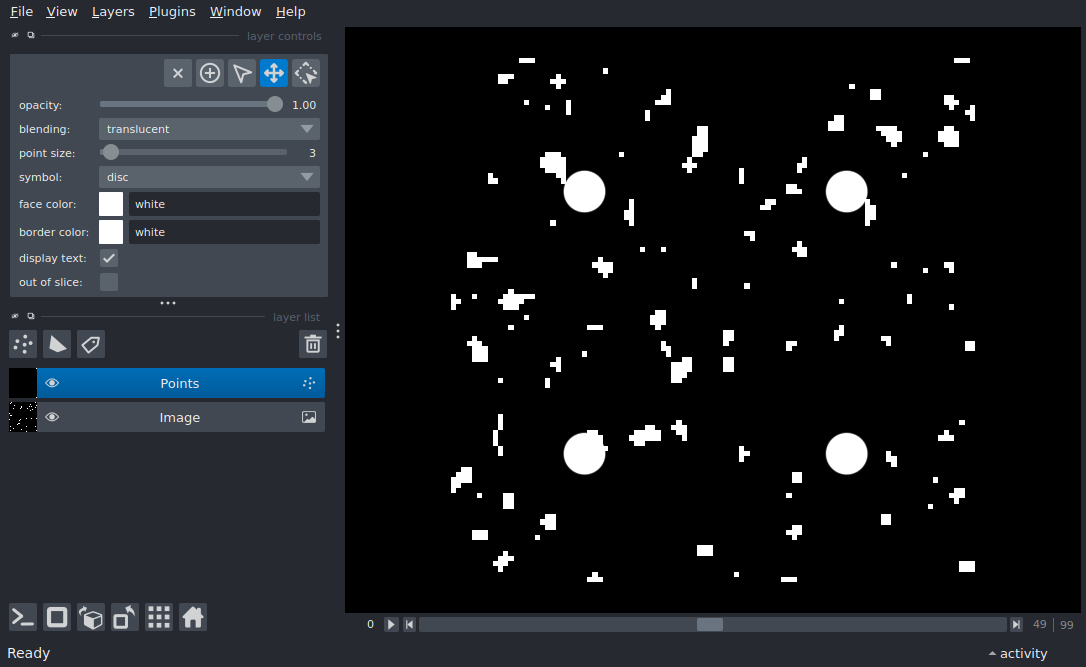 File View Layers Plugins Window Help
layer controls
opacity: 1.00
blending: translucent
point size: 3
symbol: disc
face color: white
border color: white
display text:
out of slice:
layer list
Points
Image
0 49 99
Ready activity